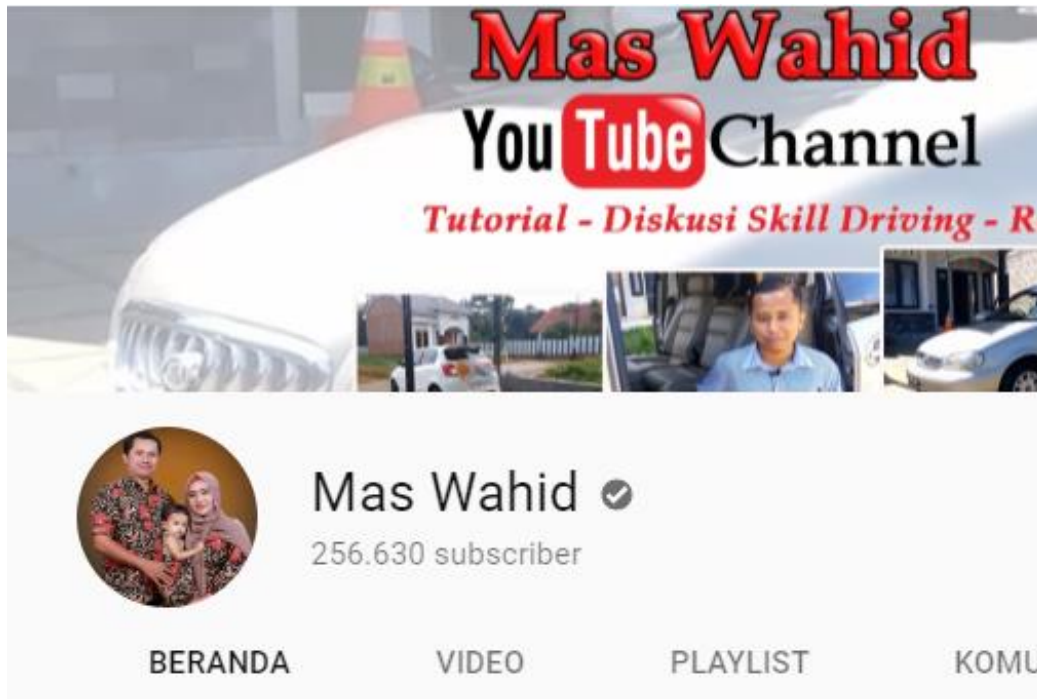 Mas Wahid
YouTube Channel
Tutorial - Diskusi Skill Driving - R
Mas Wahid
256.630 subscriber
BERANDA VIDEO PLAYLIST KOMU